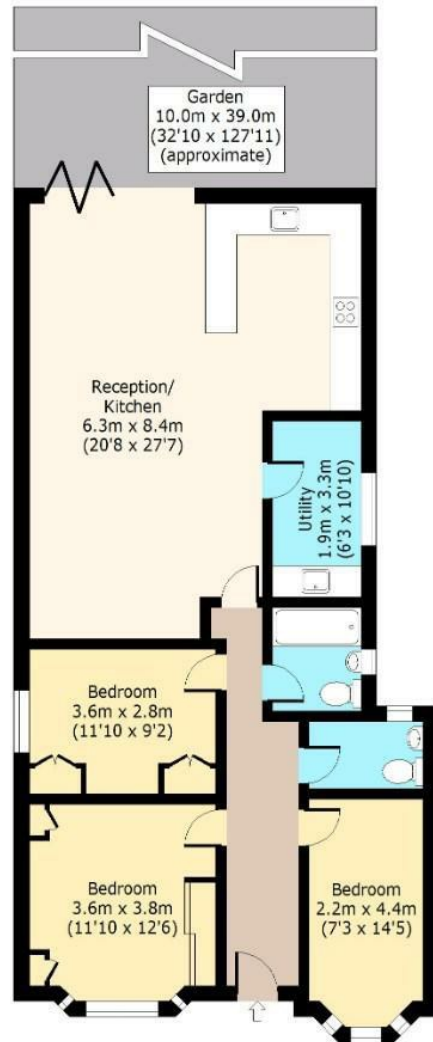 Garden
10.0m x 39.0m
(32'10 x 127'11)
(approximate)
Reception/
Kitchen
6.3m x 8.4m
(20'8 x 27'7)
Utility
1.9m x 3.3m
(6'3 x 10'10)
Bedroom
3.6m x 2.8m
(11'10 x 9'2)
Bedroom
3.6m x 3.8m
(11'10 x 12'6)
Bedroom
2.2m x 4.4m
(7'3 x 14'5)